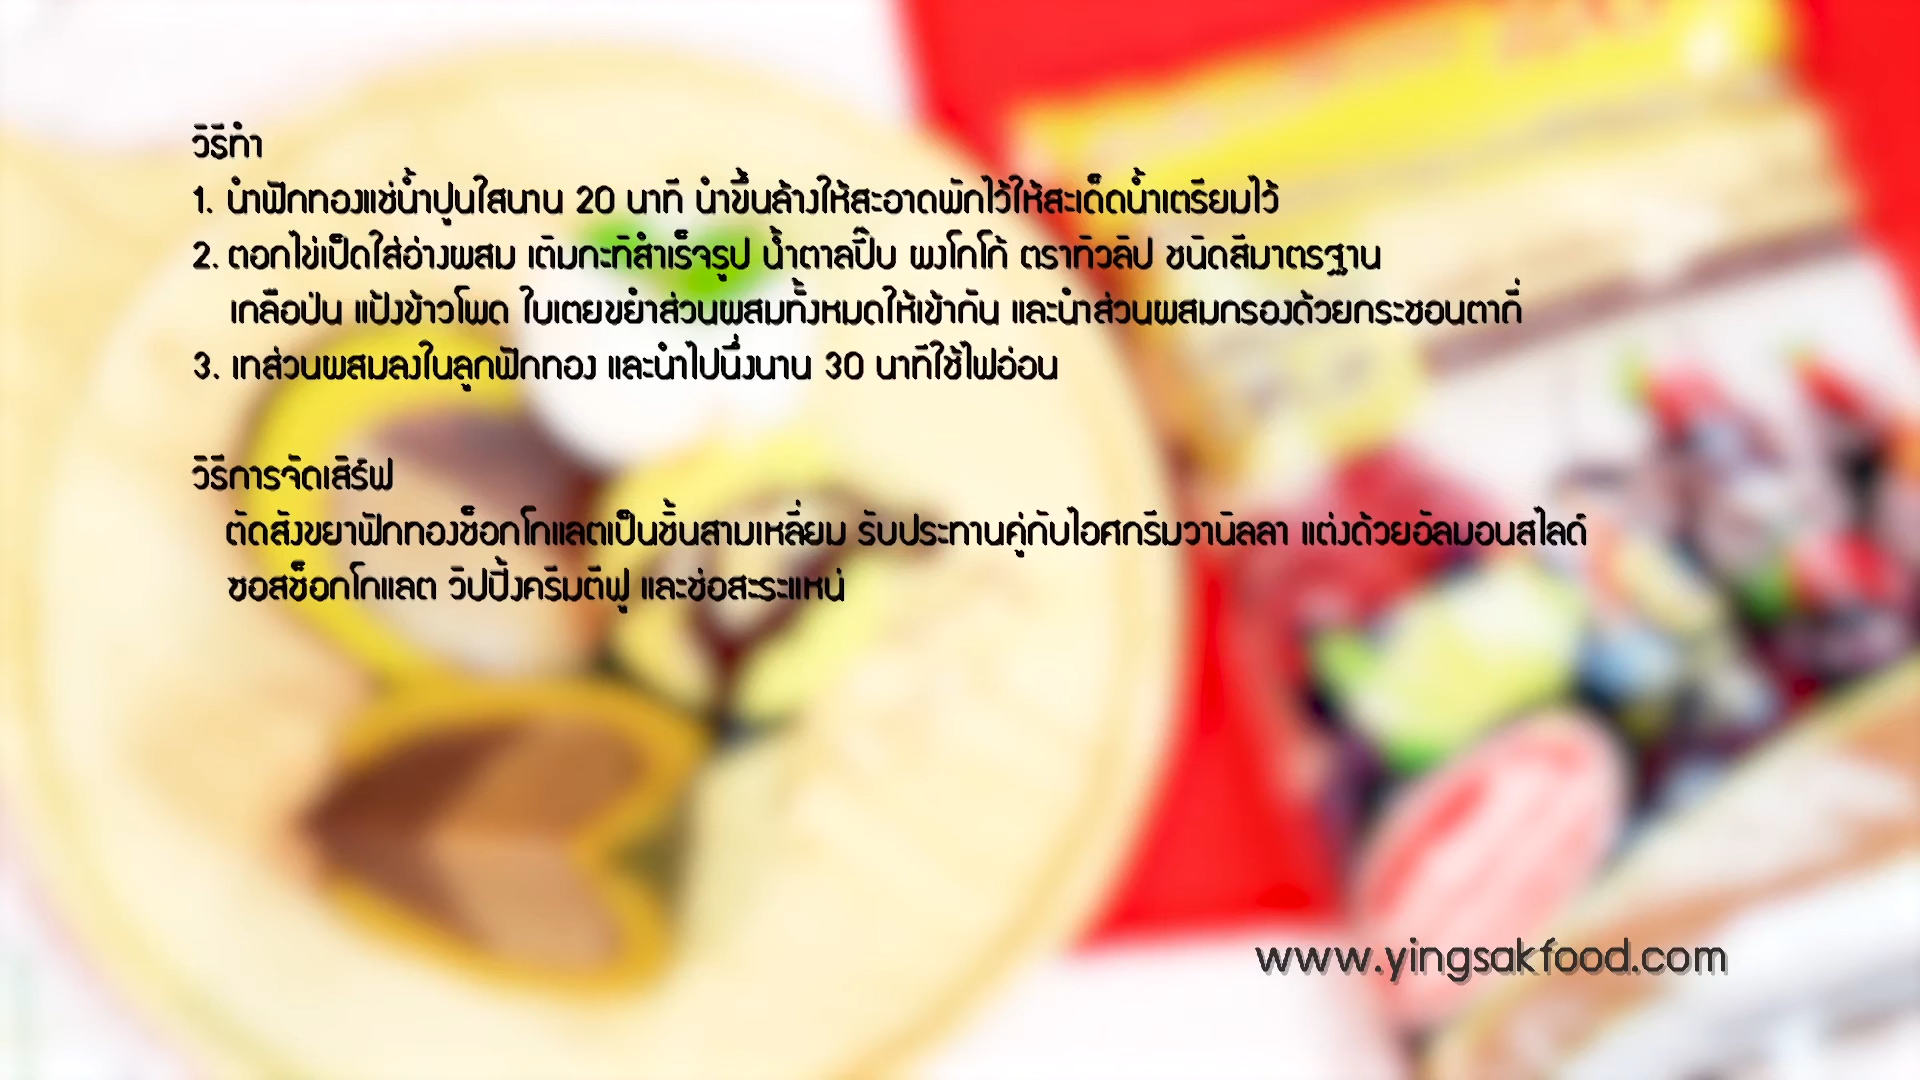 วิธีทำ
1. นำฟักทองแช่น้ำปูนใสนาน 20 นาที นำขึ้นล้างให้สะอาดพักไว้ให้สะเด็ดน้ำเตรียมไว้
2. ตอกไข่เป็ดใส่อ่างผสม เติมกะทิสำเร็จรูป น้ำตาลปี๊บ ผงโกโก้ ตราทิวลิป ชนิดสีมาตรฐาน
เกลือป่น แป้งข้าวโพด ใบเตยขยำส่วนผสมทั้งหมดให้เข้ากัน และนำส่วนผสมกรองด้วยกระชอนตาถี่
3. เทส่วนผสมลงในลูกฟักทอง และนำไปนึ่งนาน 30 นาทีใช้ไฟอ่อน
วิธีการจัดเสิร์ฟ
ตัดสังขยาฟักทองช็อกโกแลตเป็นชิ้นสามเหลี่ยม รับประทานคู่กับไอศกรีมวานิลลา แต่งด้วยอัลมอนสไลด์
ซอสช็อกโกแลต วิปปิ้งครีมตีฟู และช่อสะระแหน่
www.yingsakfood.com